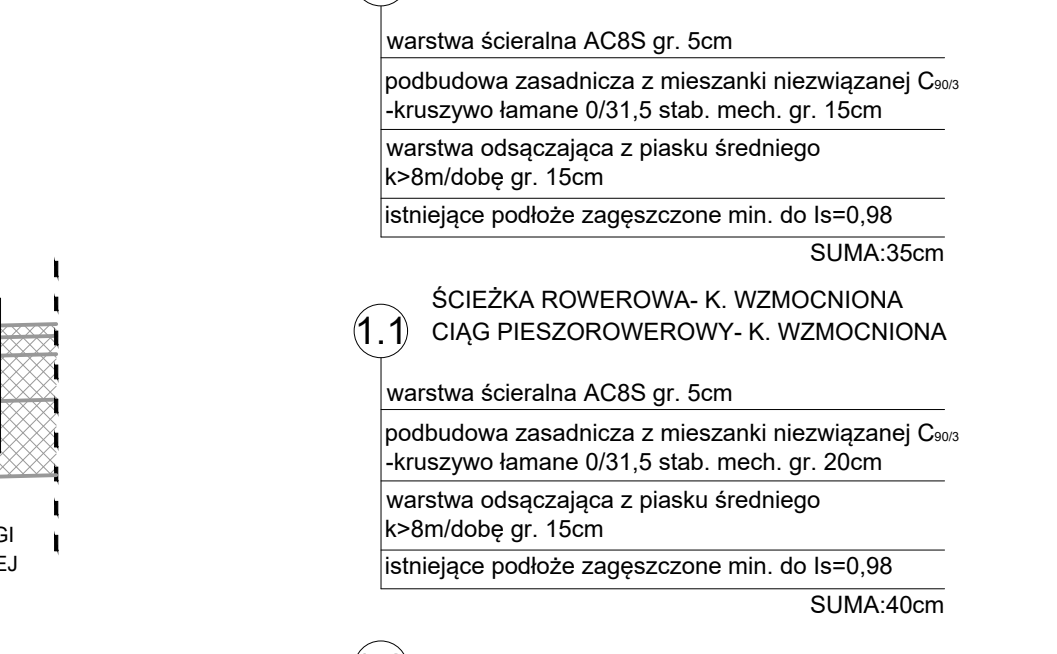 warstwa ścieralna AC8S gr. 5cm
podbudowa zasadnicza z mieszanki niezwiązanej C90/3
-kruszywo łamane 0/31,5 stab. mech. gr. 15cm
warstwa odsączająca z piasku średniego
k>8m/dobę gr. 15cm
istniejące podłoże zagęszczone min. do Is=0,98
SUMA:35cm
ŚCIEŻKA ROWEROWA- K. WZMOCNIONA
1.1 CIĄG PIESZOROWEROWY- K. WZMOCNIONA
warstwa ścieralna AC8S gr. 5cm
podbudowa zasadnicza z mieszanki niezwiązanej C90/3
-kruszywo łamane 0/31,5 stab. mech. gr. 20cm
warstwa odsączająca z piasku średniego
k>8m/dobę gr. 15cm
istniejące podłoże zagęszczone min. do Is=0,98
SUMA:40cm
GI
EJ